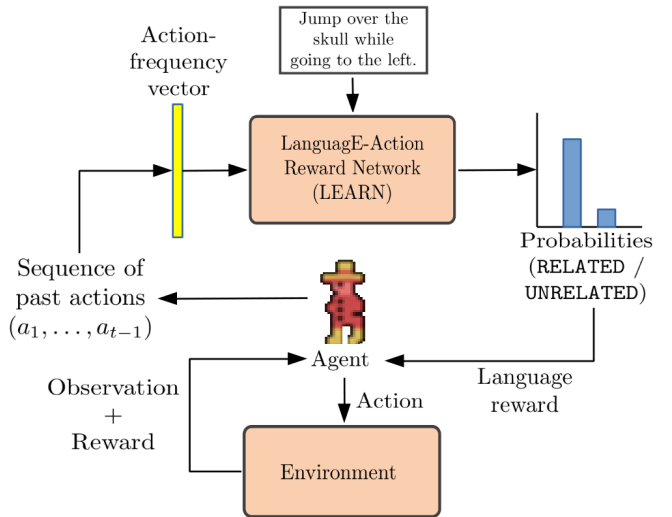 Jump over the
skull while
going to the left.
Action-
frequency
vector
LanguagE-Action
Reward Network
(LEARN)
Probabilities
(RELATED /
UNRELATED)
Sequence of
past actions
(a₁, . . . , aₜ₋₁)
Agent
Language
reward
Observation
+
Reward
Action
Environment